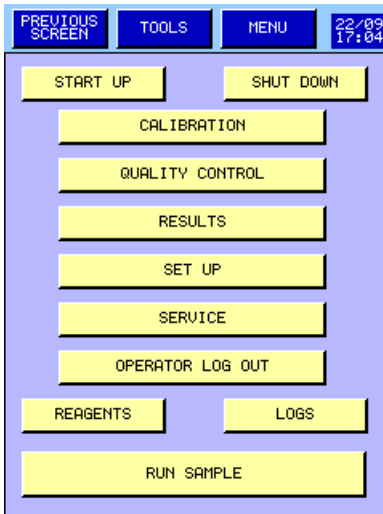 PREVIOUS SCREEN TOOLS MENU 22/09 17:04
START UP SHUT DOWN
CALIBRATION
QUALITY CONTROL
RESULTS
SET UP
SERVICE
OPERATOR LOG OUT
REAGENTS LOGS
RUN SAMPLE